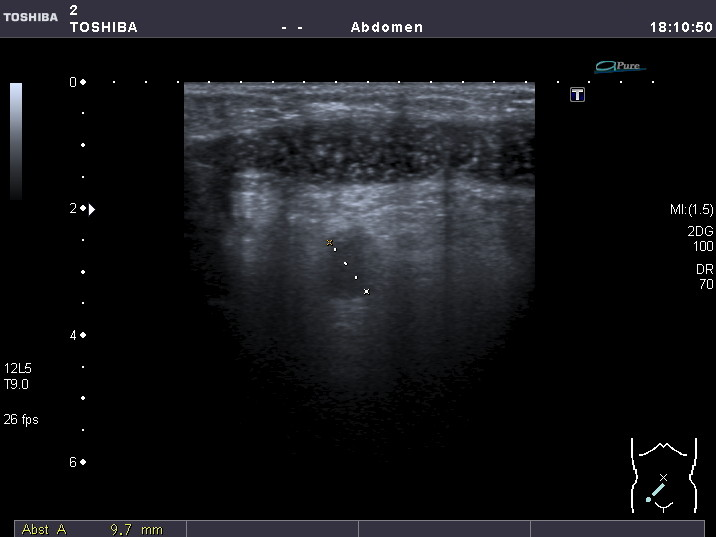 TOSHIBA
2
TOSHIBA - - Abdomen 18:10:50
0
aPure
T
2
MI:(1.5)
2DG
100
DR
70
4
12L5
T9.0
26 fps
6
Abst A 9.7 mm